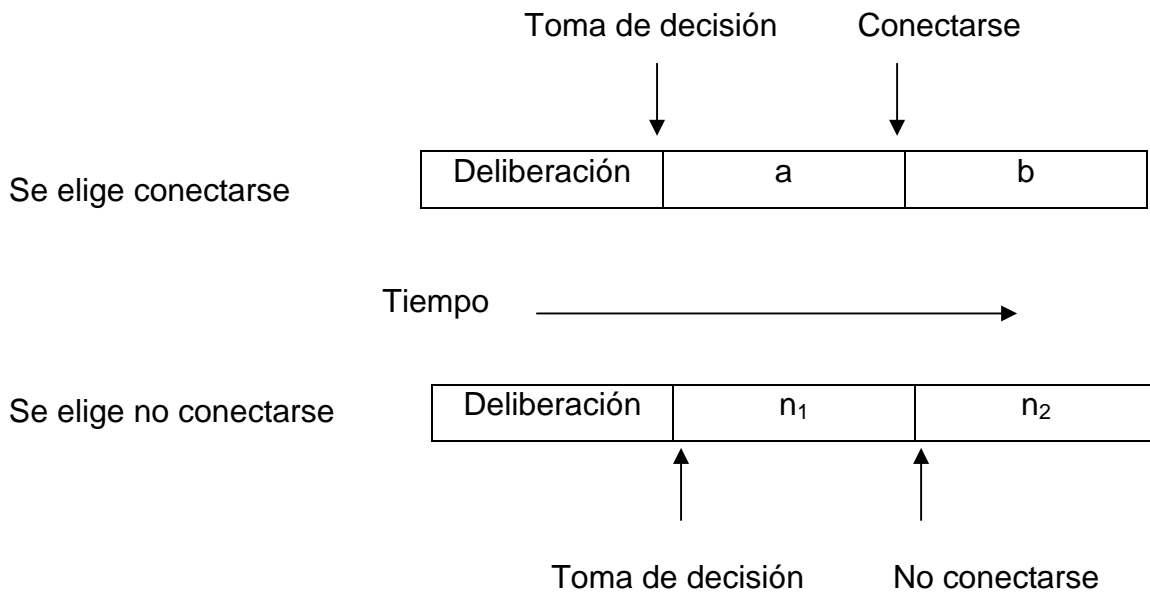 Toma de decisión Conectarse
Deliberación a b
Se elige conectarse
Tiempo
Deliberación n₁ n₂
Se elige no conectarse
Toma de decisión No conectarse